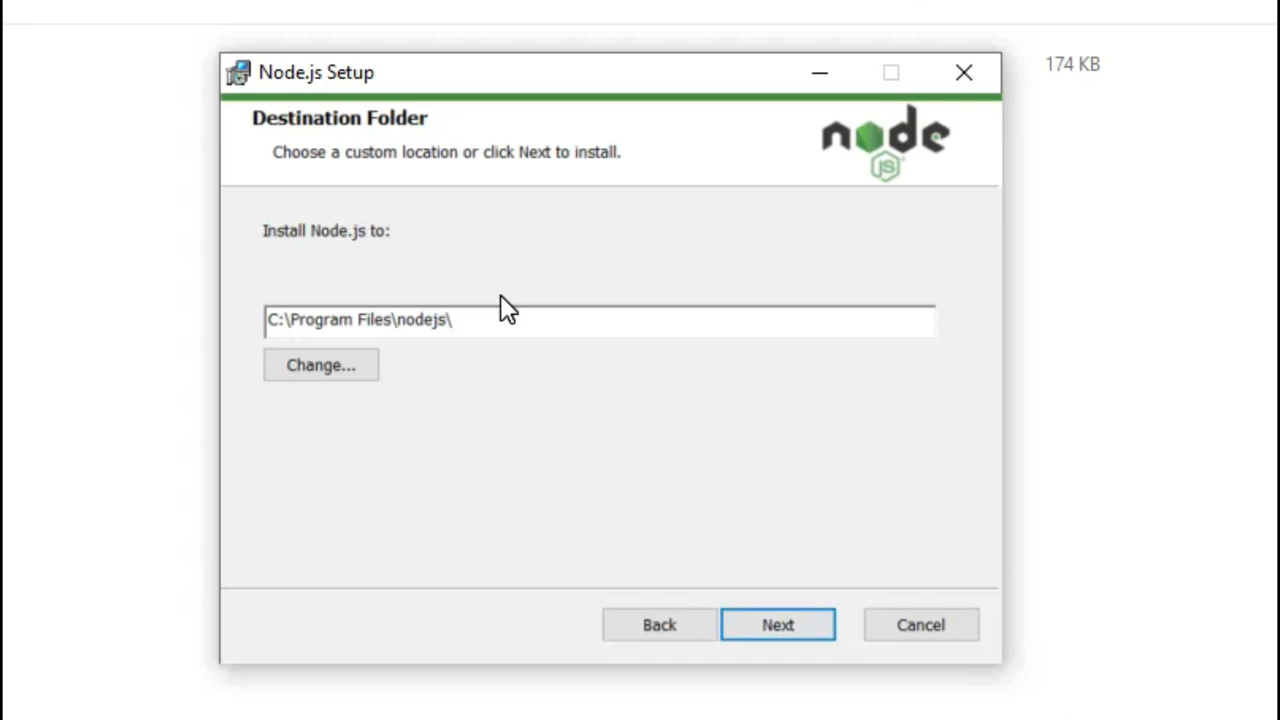 174 KB
Node.js Setup
Destination Folder
Choose a custom location or click Next to install.
node
JS
Install Node.js to:
C:\Program Files\nodejs\
Change...
Back
Next
Cancel